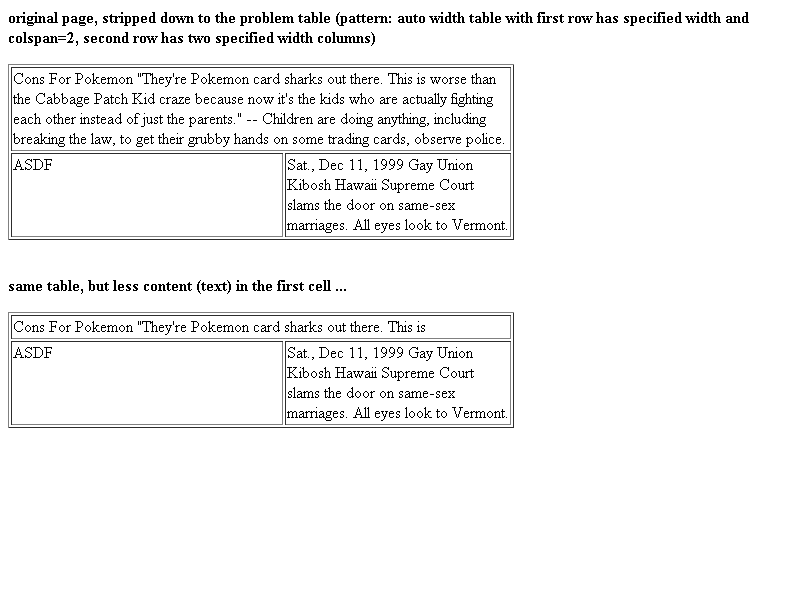 original page, stripped down to the problem table (pattern: auto width table with first row has specified width and
colspan=2, second row has two specified width columns)
Cons For Pokemon "They're Pokemon card sharks out there. This is worse than
the Cabbage Patch Kid craze because now it's the kids who are actually fighting
each other instead of just the parents." -- Children are doing anything, including
breaking the law, to get their grubby hands on some trading cards, observe police.
ASDF
Sat., Dec 11, 1999 Gay Union
Kibosh Hawaii Supreme Court
slams the door on same-sex
marriages. All eyes look to Vermont.
same table, but less content (text) in the first cell ...
Cons For Pokemon "They're Pokemon card sharks out there. This is
ASDF
Sat., Dec 11, 1999 Gay Union
Kibosh Hawaii Supreme Court
slams the door on same-sex
marriages. All eyes look to Vermont.